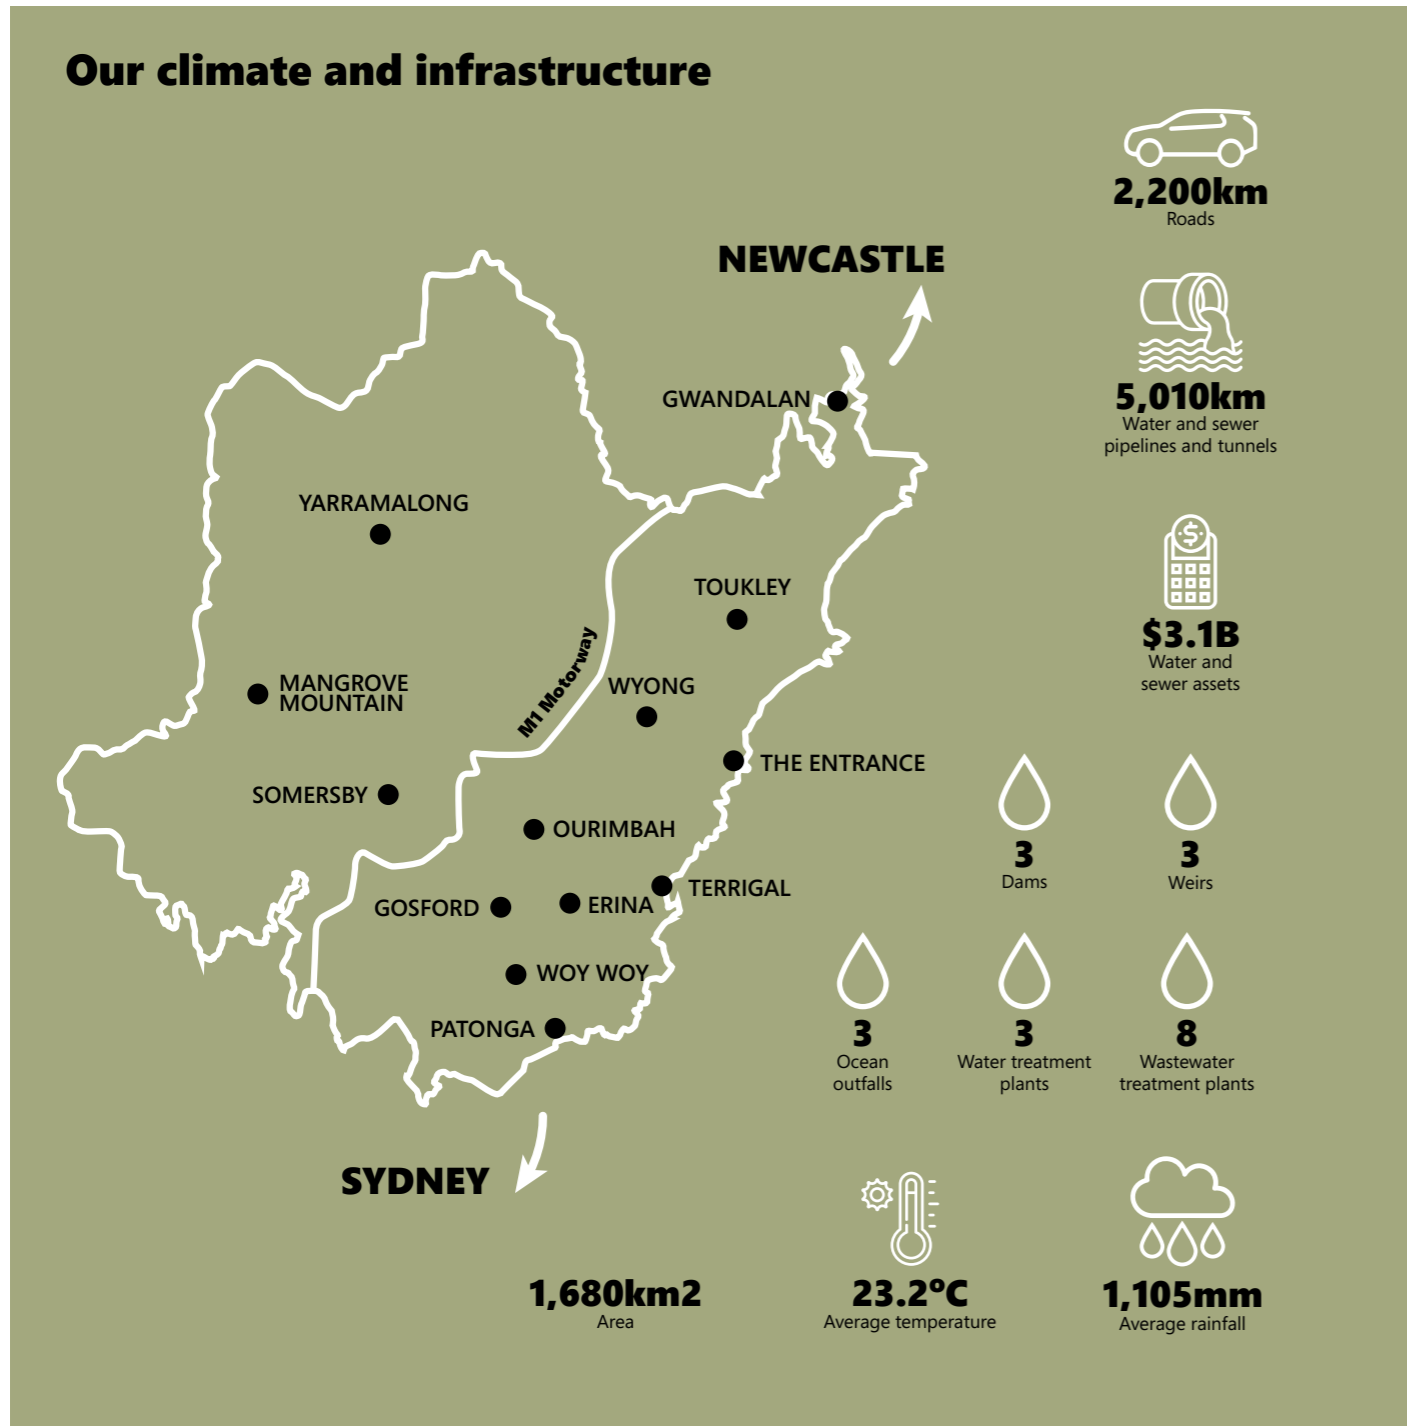 Our climate and infrastructure
2,200km
Roads
NEWCASTLE
5,010km
Water and sewer
pipelines and tunnels
GWANDALAN
YARRAMALONG
TOUKLEY
$
$3.1B
Water and
sewer assets
M1 Motorway
MANGROVE
MOUNTAIN
WYONG
THE ENTRANCE
SOMERSBY
OURIMBAH
3
Dams
3
Weirs
TERRIGAL
GOSFORD
ERINA
WOY WOY
PATONGA
3
Ocean
outfalls
3
Water treatment
plants
8
Wastewater
treatment plants
SYDNEY
1,680km2
Area
23.2°C
Average temperature
1,105mm
Average rainfall